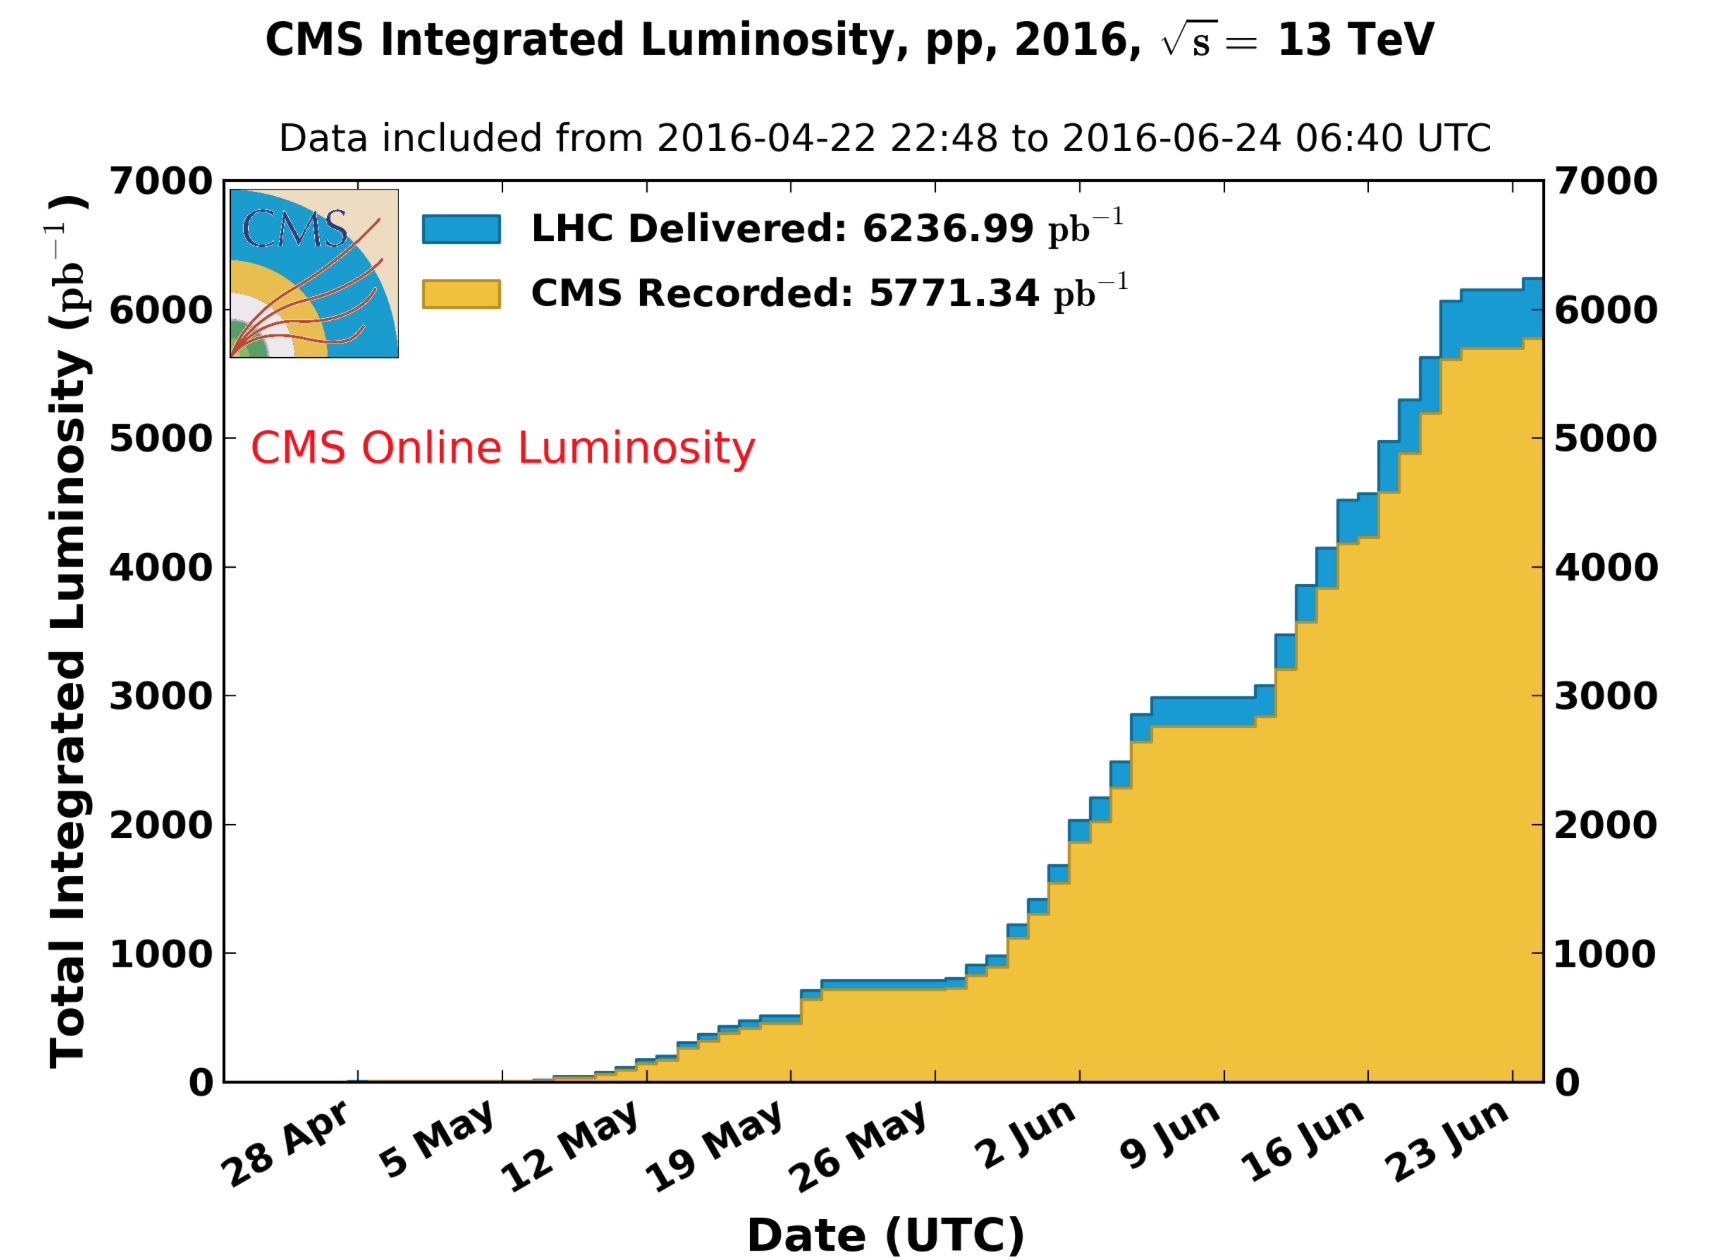 CMS Integrated Luminosity, pp, 2016, √s = 13 TeV
Data included from 2016-04-22 22:48 to 2016-06-24 06:40 UTC
CMS
LHC Delivered: 6236.99 pb⁻¹
CMS Recorded: 5771.34 pb⁻¹
CMS Online Luminosity
Total Integrated Luminosity (pb⁻¹)
7000 7000
6000 6000
5000 5000
4000 4000
3000 3000
2000 2000
1000 1000
0 0
28 Apr 5 May 12 May 19 May 26 May 2 Jun 9 Jun 16 Jun 23 Jun
Date (UTC)